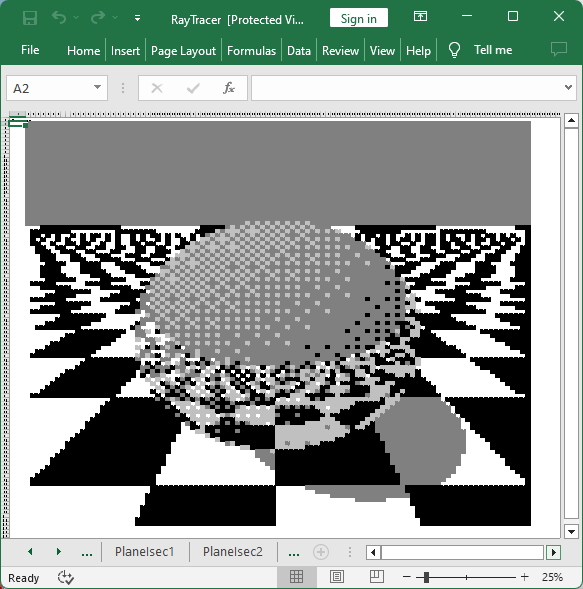 RayTracer [Protected Vi... Sign in
File Home Insert Page Layout Formulas Data Review View Help Tell me
A2 fx
... PlaneIsec1 PlaneIsec2 ...
Ready 25%